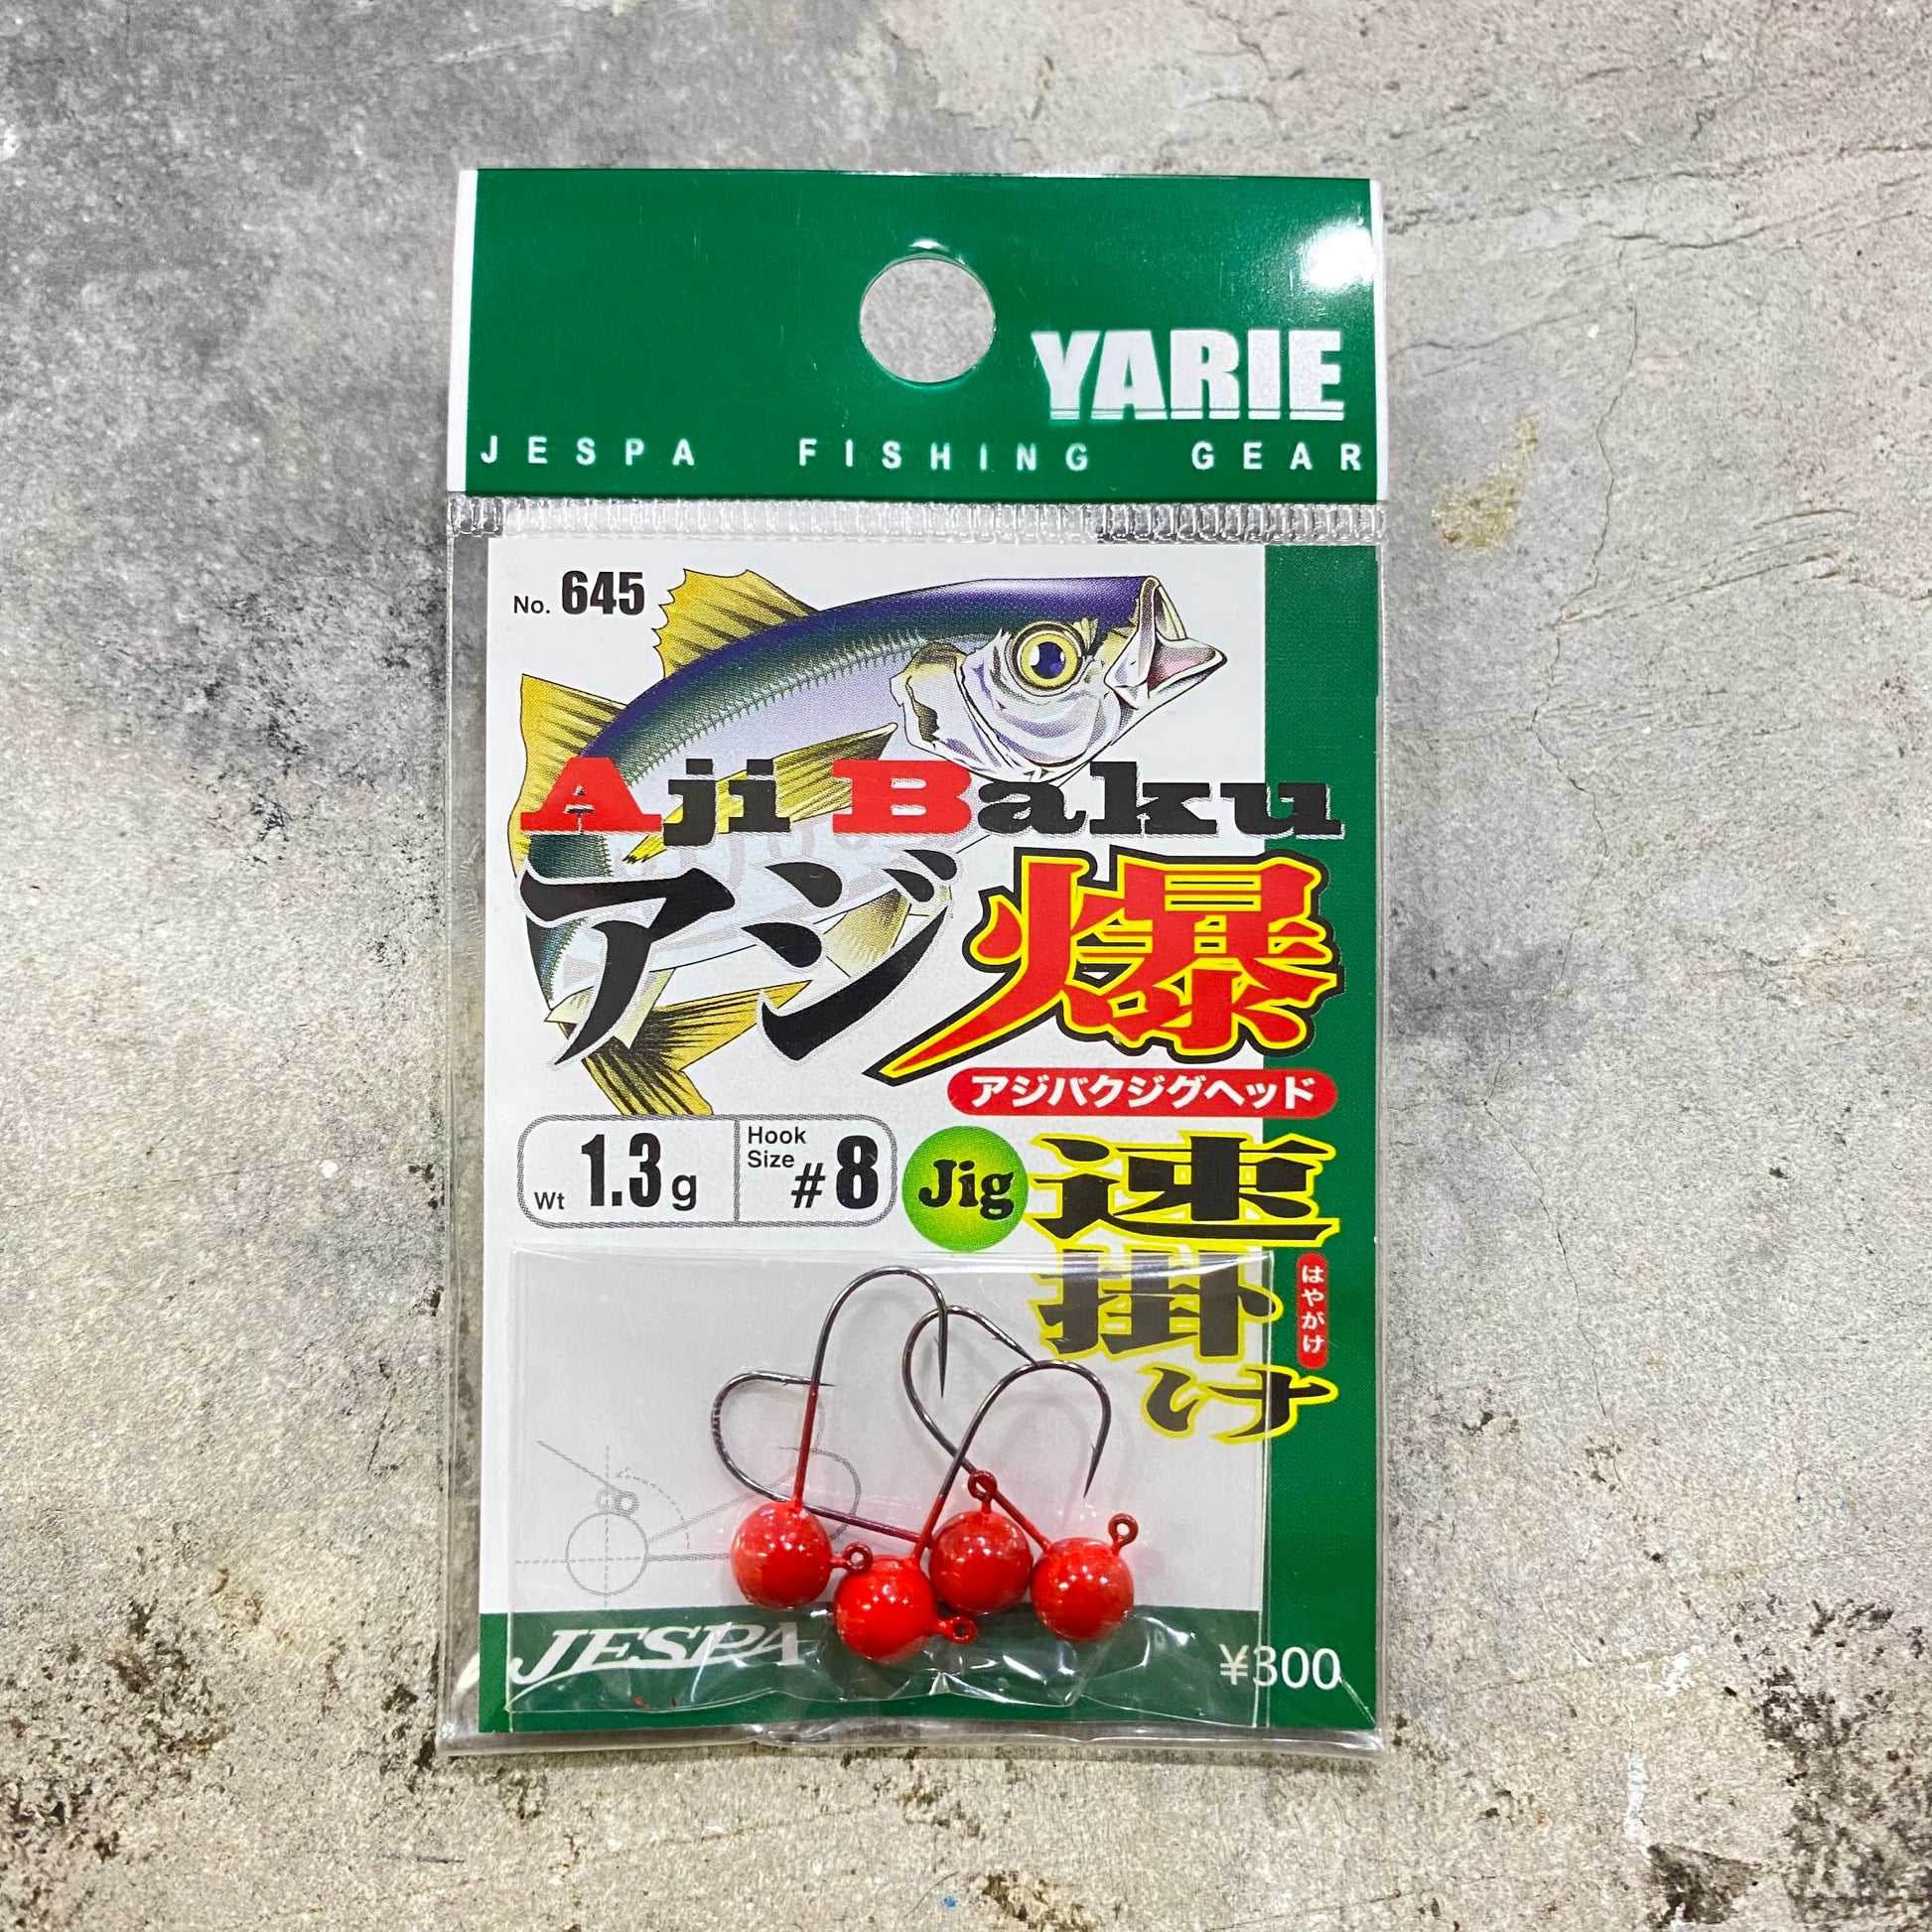 YARIE
JESPA FISHING GEAR
No. 645
Aji Baku
アジ爆
アジバクジグヘッド
Wt 1.3g Hook Size #8
Jig
速掛け
はやがけ
JESPA
¥300